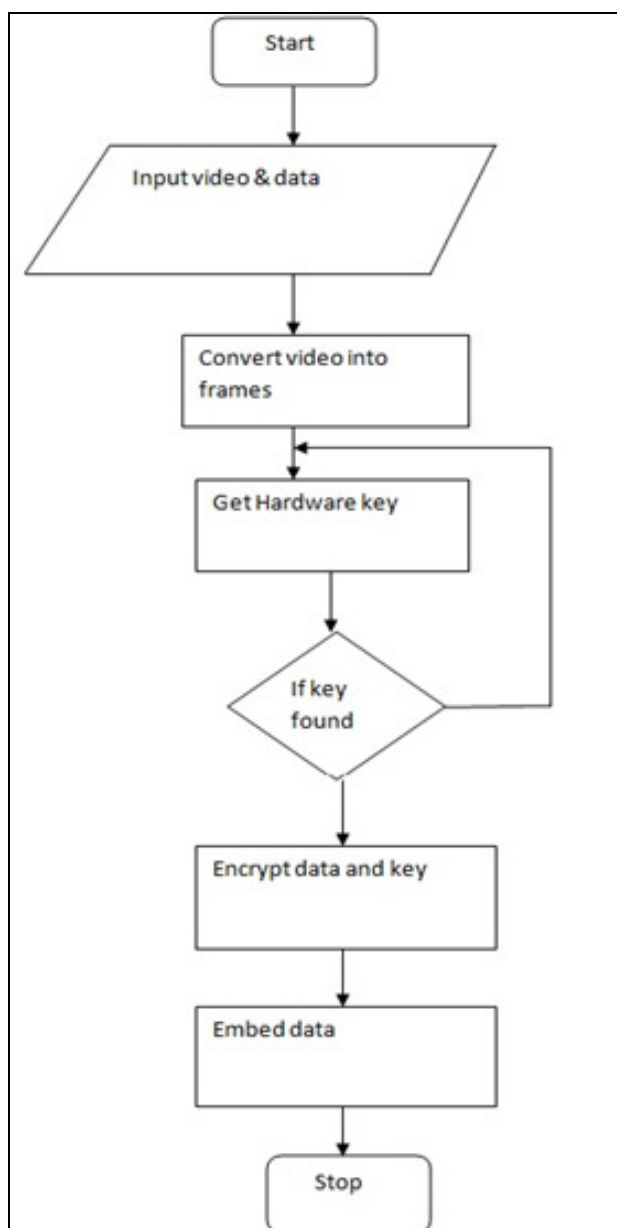 Start
Input video & data
Convert video into
frames
Get Hardware key
If key
found
Encrypt data and key
Embed data
Stop